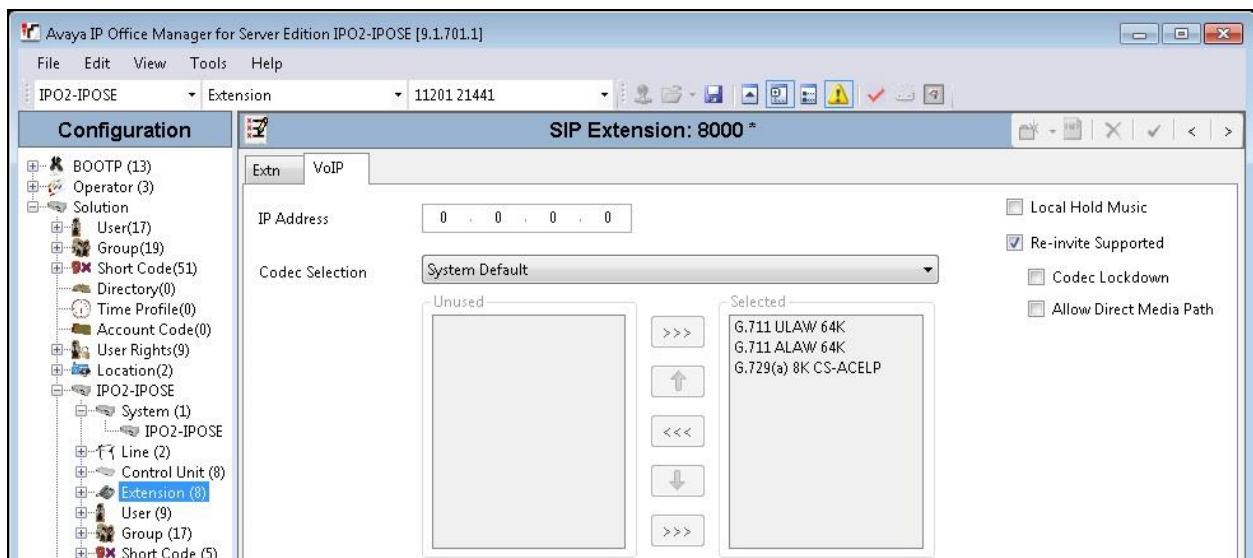 Avaya IP Office Manager for Server Edition IPO2-IPOSE [9.1.701.1]
File Edit View Tools Help
IPO2-IPOSE Extension 11201 21441
Configuration
SIP Extension: 8000 *
BOOTP (13)
Operator (3)
Solution
User(17)
Group(19)
Short Code(51)
Directory(0)
Time Profile(0)
Account Code(0)
User Rights(9)
Location(2)
IPO2-IPOSE
System (1)
IPO2-IPOSE
Line (2)
Control Unit (8)
Extension (8)
User (9)
Group (17)
Short Code (5)
Extn VoIP
IP Address 0 . 0 . 0 . 0
Codec Selection System Default
Unused
Selected
>>>
<<<
>>>
G.711 ULAW 64K
G.711 ALAW 64K
G.729(a) 8K CS-ACELP
Local Hold Music
Re-invite Supported
Codec Lockdown
Allow Direct Media Path